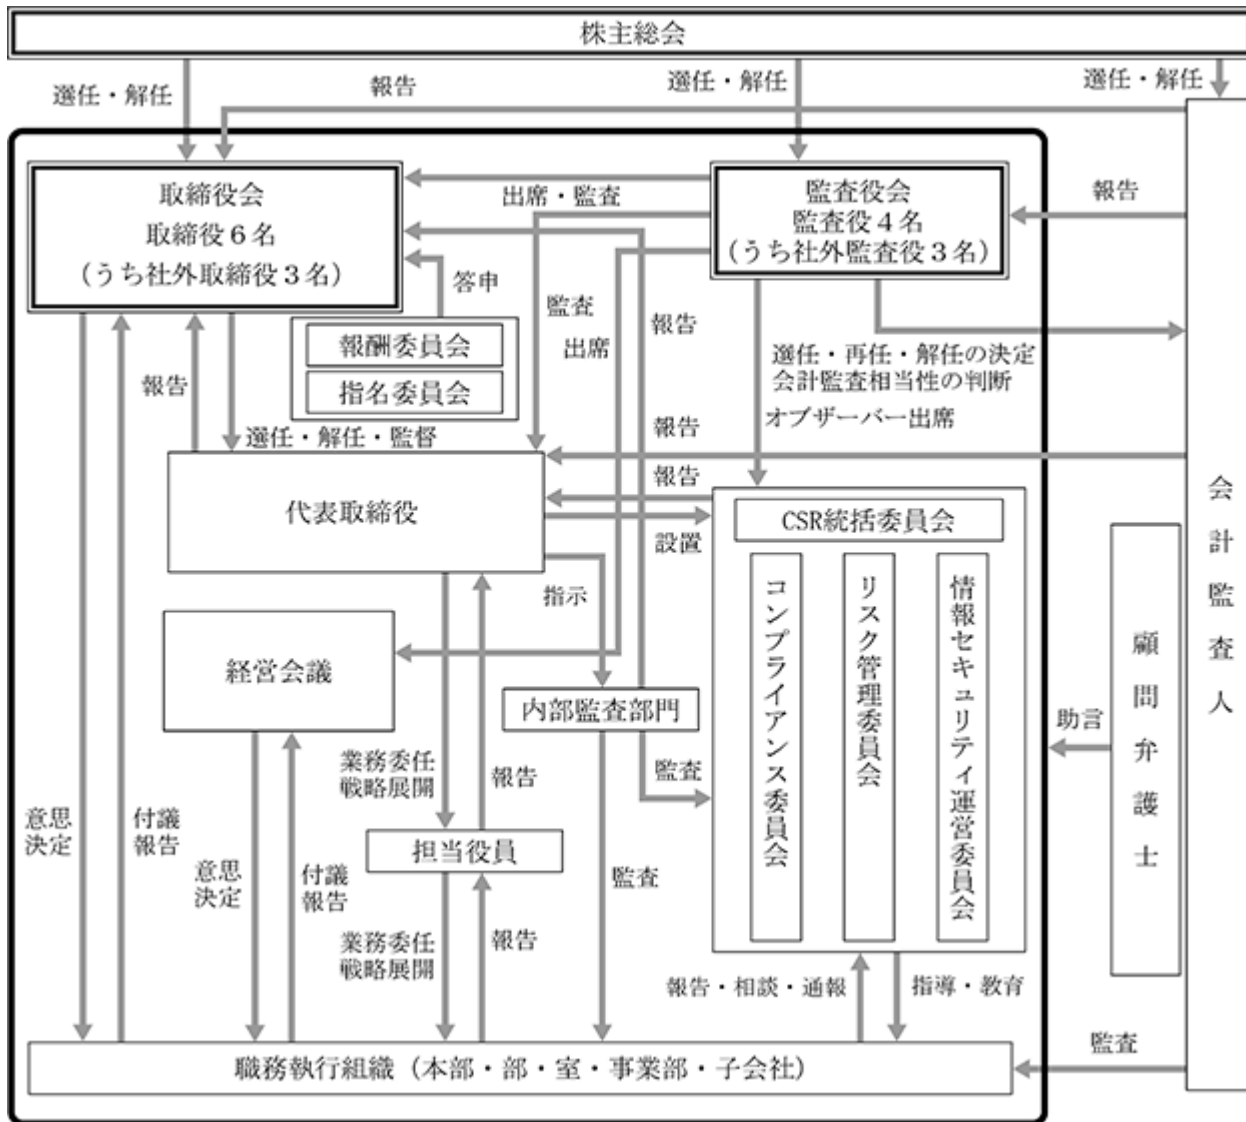 株主総会
選任・解任
報告
選任・解任
選任・解任
取締役会
取締役6名
（うち社外取締役3名）
出席・監査
監査役会
監査役4名
（うち社外監査役3名）
報告
答申
報酬委員会
指名委員会
監査
出席
報告
選任・再任・解任の決定
会計監査相当性の判断
オブザーバー出席
報告
選任・解任・監督
報告
代表取締役
報告
設置
指示
CSR統括委員会
コンプライアンス委員会
リスク管理委員会
情報セキュリティ運営委員会
会計監査人
顧問弁護士
助言
経営会議
内部監査部門
監査
業務委任
戦略展開
報告
担当役員
意思
決定
付議
報告
意思
決定
付議
報告
監査
業務委任
戦略展開
報告
報告・相談・通報
指導・教育
監査
職務執行組織（本部・部・室・事業部・子会社）